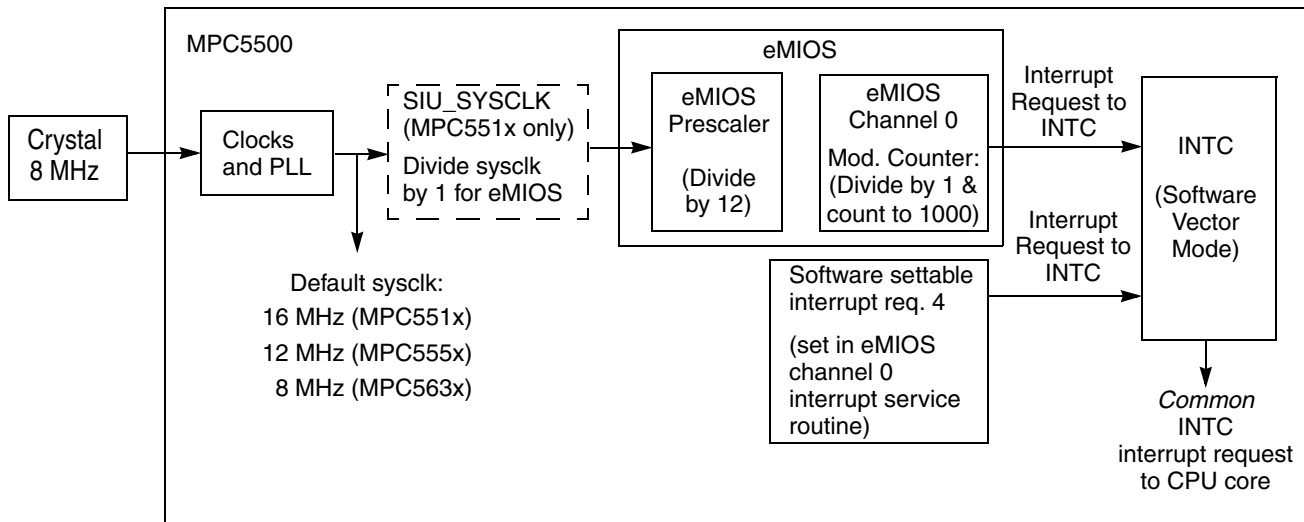 MPC5500
Crystal
8 MHz
Clocks
and PLL
SIU_SYSCLK
(MPC551x only)
Divide sysclk
by 1 for eMIOS
Default sysclk:
16 MHz (MPC551x)
12 MHz (MPC555x)
8 MHz (MPC563x)
eMIOS
eMIOS
Prescaler
(Divide
by 12)
eMIOS
Channel 0
Mod. Counter:
(Divide by 1 &
count to 1000)
Interrupt
Request to
INTC
Software settable
interrupt req. 4
(set in eMIOS
channel 0
interrupt service
routine)
Interrupt
Request to
INTC
INTC
(Software
Vector
Mode)
Common
INTC
interrupt request
to CPU core